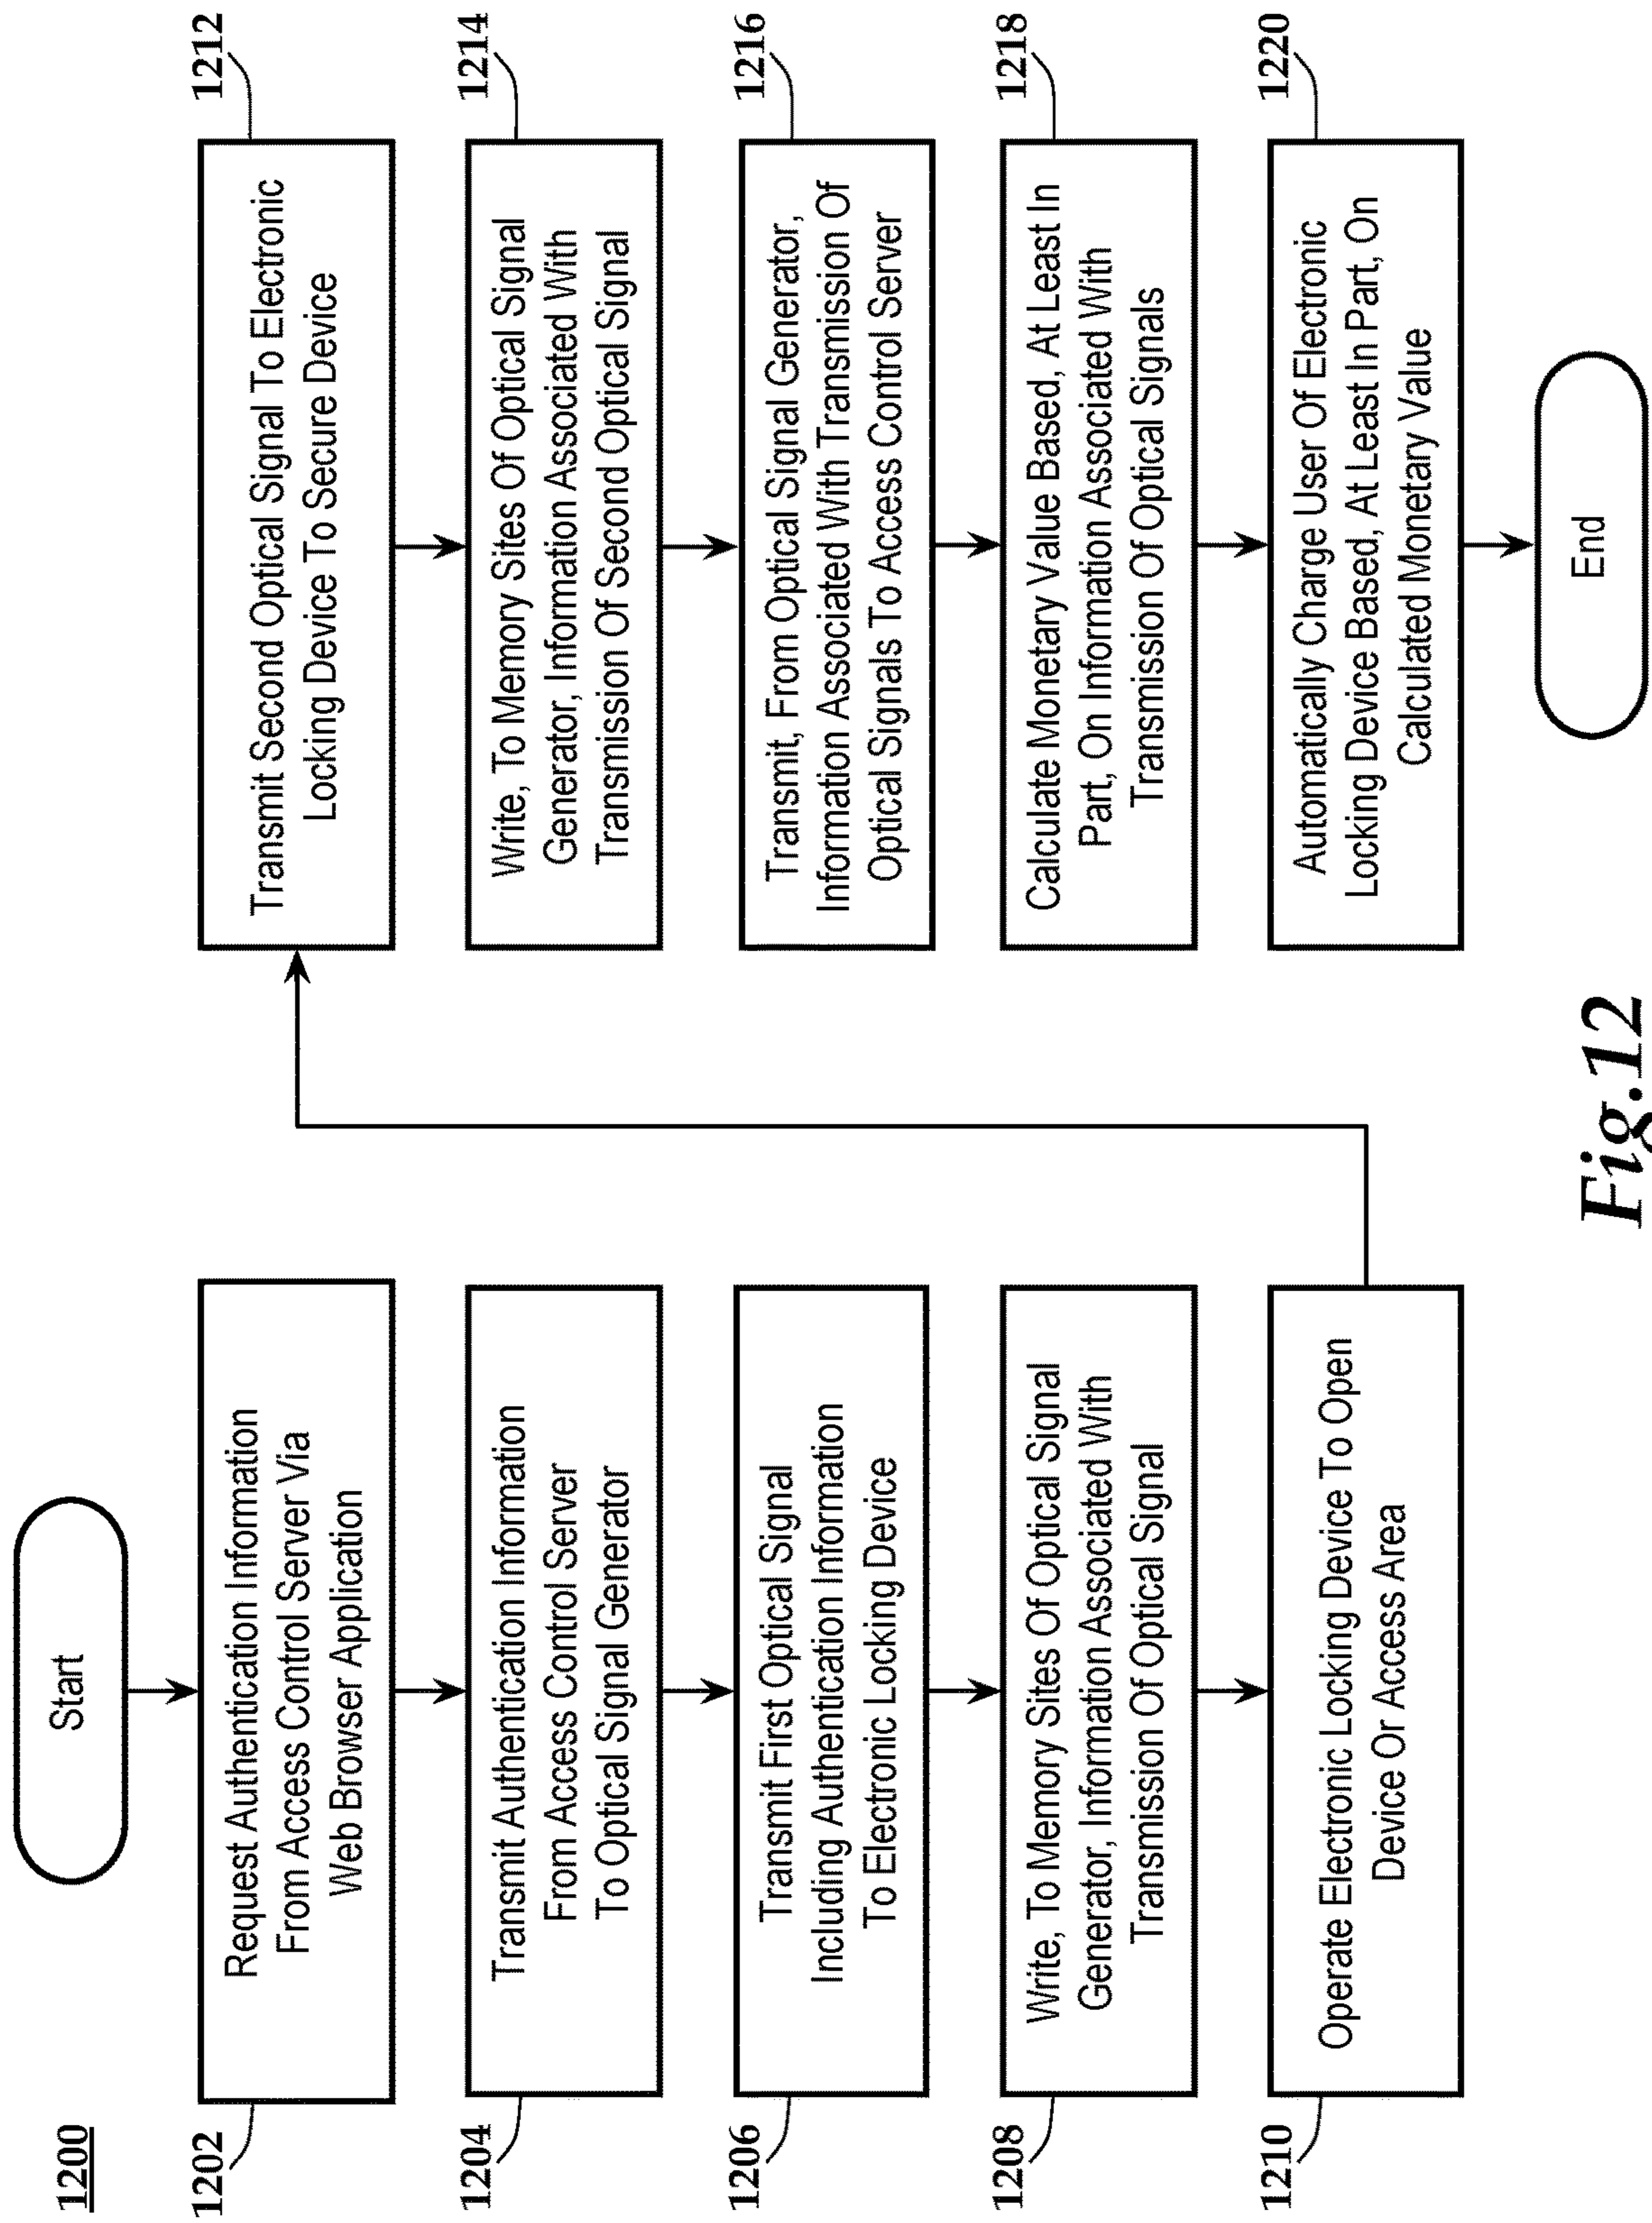 1200
Start
1202
Request Authentication Information
From Access Control Server Via
Web Browser Application
1204
Transmit Authentication Information
From Access Control Server
To Optical Signal Generator
1206
Transmit First Optical Signal
Including Authentication Information
To Electronic Locking Device
1208
Write, To Memory Sites Of Optical Signal
Generator, Information Associated With
Transmission Of Optical Signal
1210
Operate Electronic Locking Device To Open
Device Or Access Area
1212
Transmit Second Optical Signal To Electronic
Locking Device To Secure Device
1214
Write, To Memory Sites Of Optical Signal
Generator, Information Associated With
Transmission Of Second Optical Signal
1216
Transmit, From Optical Signal Generator,
Information Associated With Transmission Of
Optical Signals To Access Control Server
1218
Calculate Monetary Value Based, At Least In
Part, On Information Associated With
Transmission Of Optical Signals
1220
Automatically Charge User Of Electronic
Locking Device Based, At Least In Part, On
Calculated Monetary Value
End
Fig.12